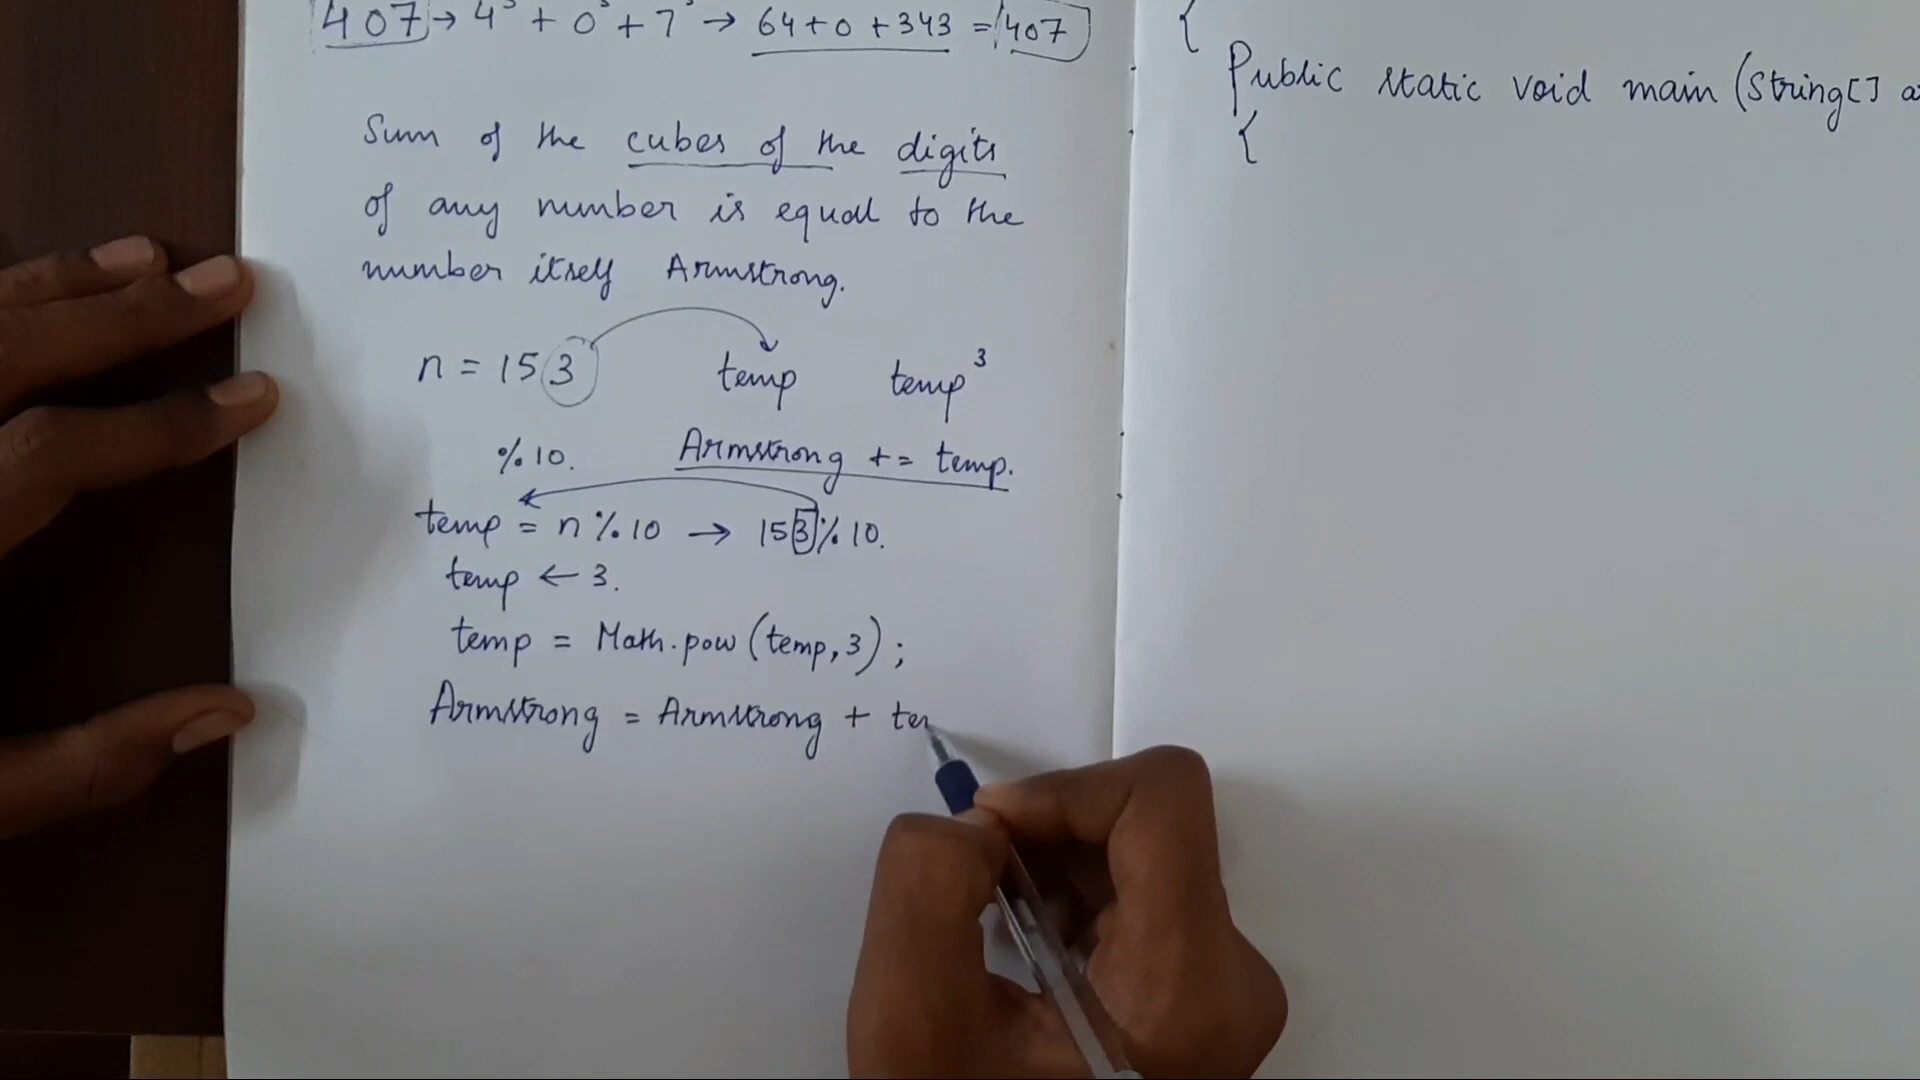 407 → 4³ + 0³ + 7³ → 64 + 0 + 343 = 407
Sum of the cubes of the digits
of any number is equal to the
number itself Armstrong.
n = 153 temp temp³
%10. Armstrong += temp.
temp = n % 10 → 153 % 10.
temp ← 3.
temp = Math.pow (temp, 3) ;
Armstrong = Armstrong +
{
Public static void main (String[] a
{